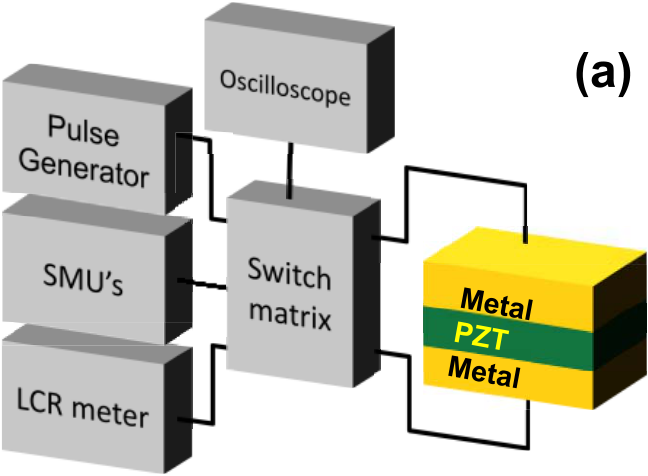 (a)
Oscilloscope
Pulse
Generator
SMU's
LCR meter
Switch
matrix
Metal
PZT
Metal